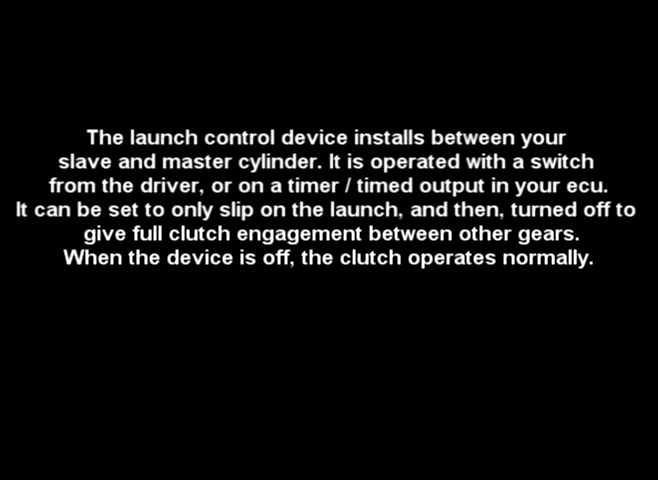 The launch control device installs between your
slave and master cylinder. It is operated with a switch
from the driver, or on a timer / timed output in your ecu.
It can be set to only slip on the launch, and then, turned off to
give full clutch engagement between other gears.
When the device is off, the clutch operates normally.